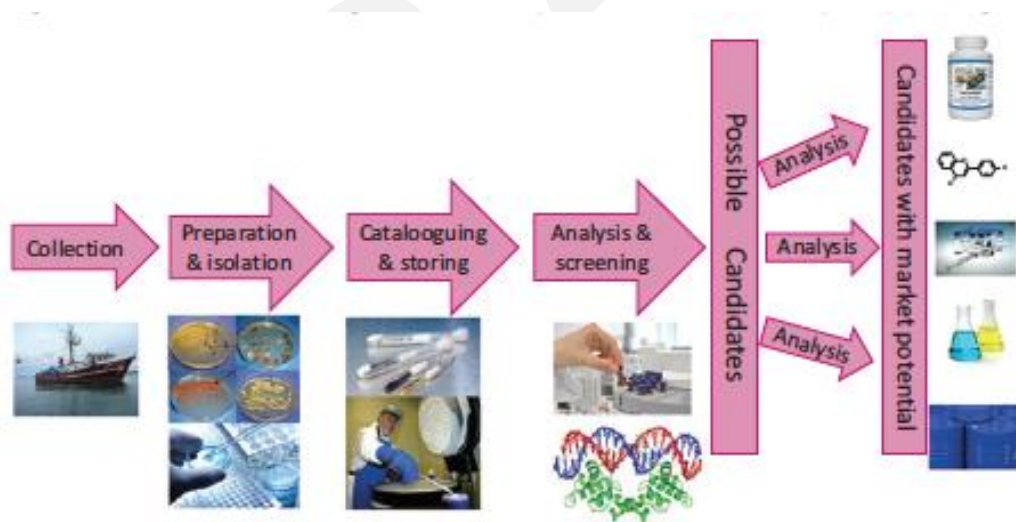 Collection
Preparation
& isolation
Catalooguing
& storing
Analysis &
screening
Possible Candidates
Analysis
Analysis
Analysis
Candidates with market potential